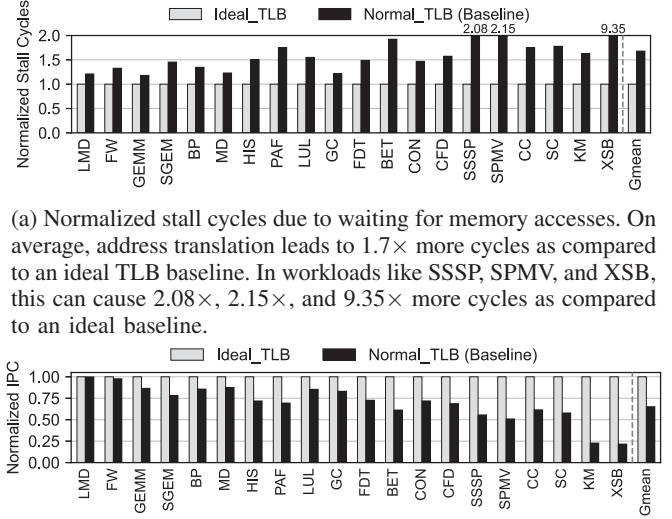 Ideal_TLB Normal_TLB (Baseline)
2.08 2.15 9.35
Normalized Stall Cycles
2.0
1.5
1.0
0.5
0.0
LMD FW GEMM SGEM BP MD HIS PAF LUL GC FDT BET CON CFD SSSP SPMV CC SC KM XSB Gmean
(a) Normalized stall cycles due to waiting for memory accesses. On
average, address translation leads to 1.7× more cycles as compared
to an ideal TLB baseline. In workloads like SSSP, SPMV, and XSB,
this can cause 2.08×, 2.15×, and 9.35× more cycles as compared
to an ideal baseline.
Ideal_TLB Normal_TLB (Baseline)
Normalized IPC
1.00
0.75
0.50
0.25
0.00
LMD FW GEMM SGEM BP MD HIS PAF LUL GC FDT BET CON CFD SSSP SPMV CC SC KM XSB Gmean